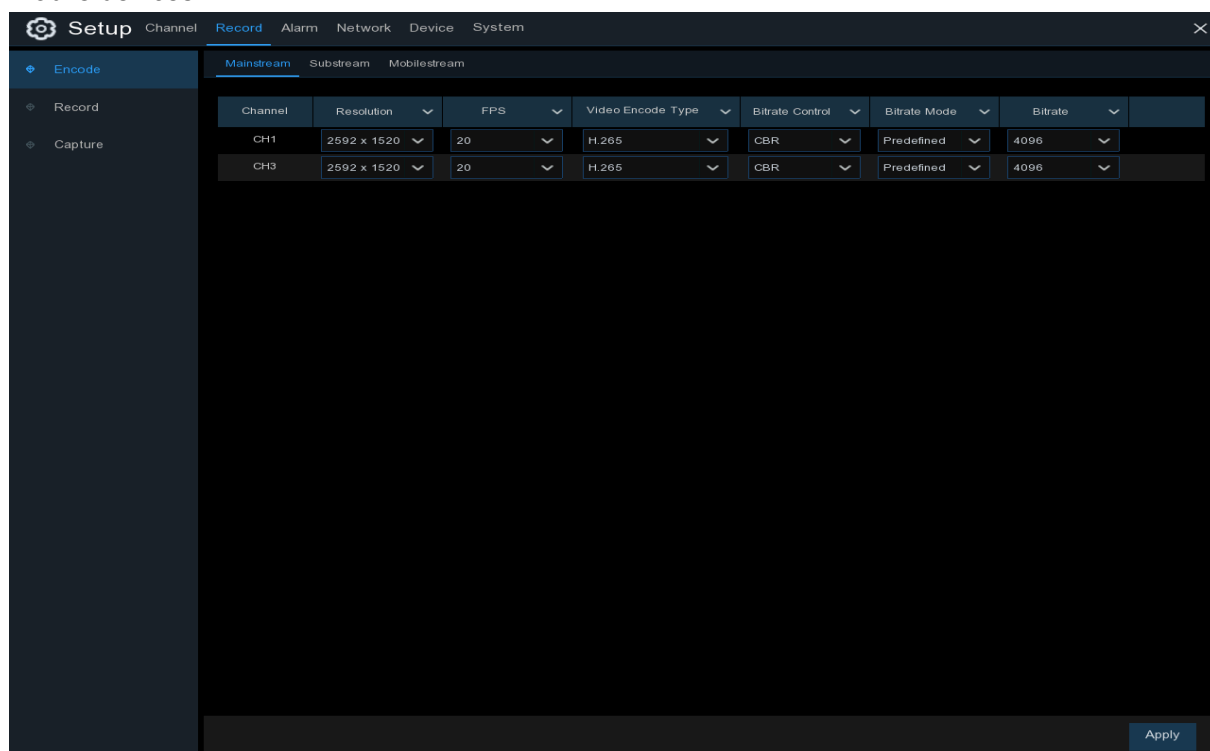 Setup Channel Record Alarm Network Device System
Encode
Record
Capture
Mainstream Substream Mobilestream
Channel Resolution FPS Video Encode Type Bitrate Control Bitrate Mode Bitrate
CH1 2592 x 1520 20 H.265 CBR Predefined 4096
CH3 2592 x 1520 20 H.265 CBR Predefined 4096
Apply